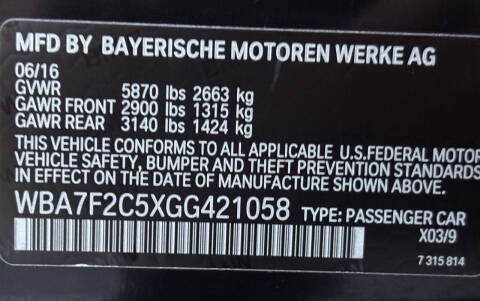 MFD BY BAYERISCHE MOTOREN WERKE AG
06/16
GVWR 5870 lbs 2663 kg
GAWR FRONT 2900 lbs 1315 kg
GAWR REAR 3140 lbs 1424 kg
THIS VEHICLE CONFORMS TO ALL APPLICABLE U.S.FEDERAL MOTOR
VEHICLE SAFETY, BUMPER AND THEFT PREVENTION STANDARDS
IN EFFECT ON THE DATE OF MANUFACTURE SHOWN ABOVE.
WBA7F2C5XGG421058 TYPE: PASSENGER CAR
X03/9
7 315 814